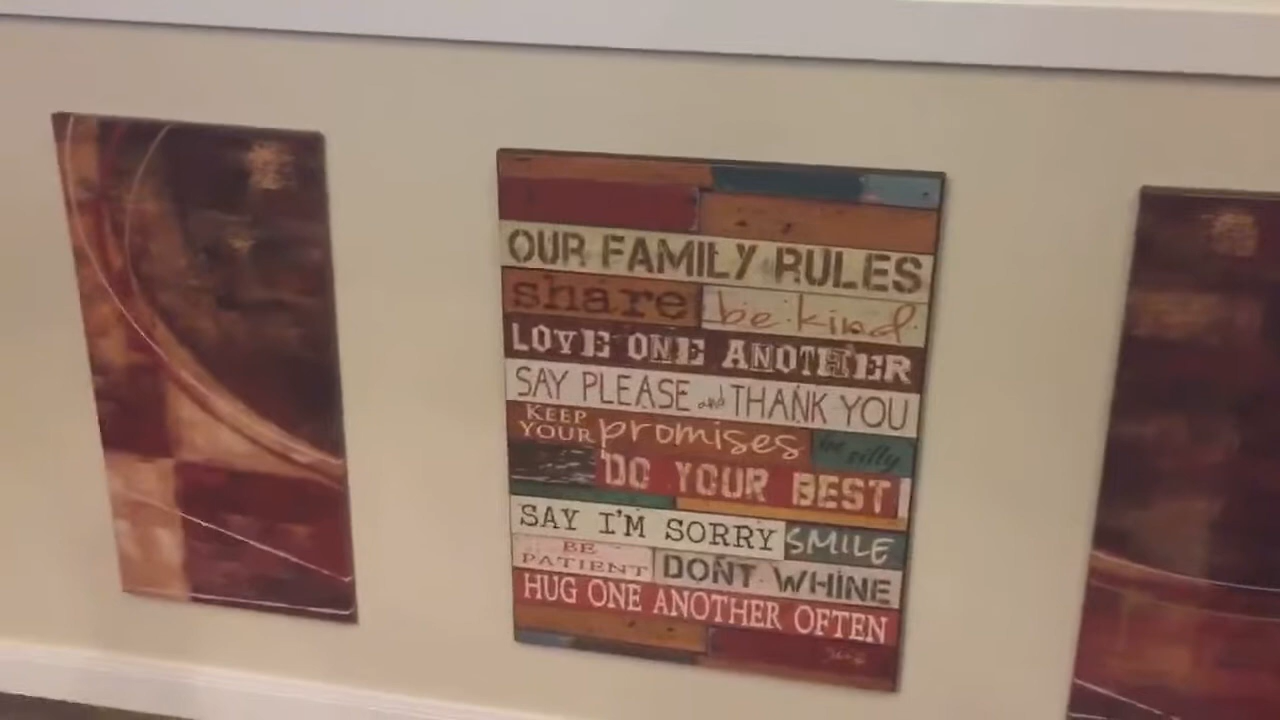 OUR FAMILY RULES
share be kind
LOVE ONE ANOTHER
SAY PLEASE and THANK YOU
KEEP YOUR promises be silly
DO YOUR BEST
SAY I'M SORRY SMILE
BE PATIENT DON'T WHINE
HUG ONE ANOTHER OFTEN